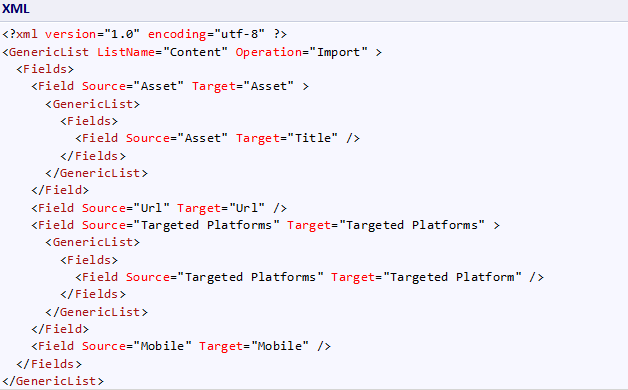 XML
<?xml version="1.0" encoding="utf-8" ?>
<GenericList ListName="Content" Operation="Import" >
<Fields>
<Field Source="Asset" Target="Asset" >
<GenericList>
<Fields>
<Field Source="Asset" Target="Title" />
</Fields>
</GenericList>
</Field>
<Field Source="Url" Target="Url" />
<Field Source="Targeted Platforms" Target="Targeted Platforms" >
<GenericList>
<Fields>
<Field Source="Targeted Platforms" Target="Targeted Platform" />
</Fields>
</GenericList>
</Field>
<Field Source="Mobile" Target="Mobile" />
</Fields>
</GenericList>